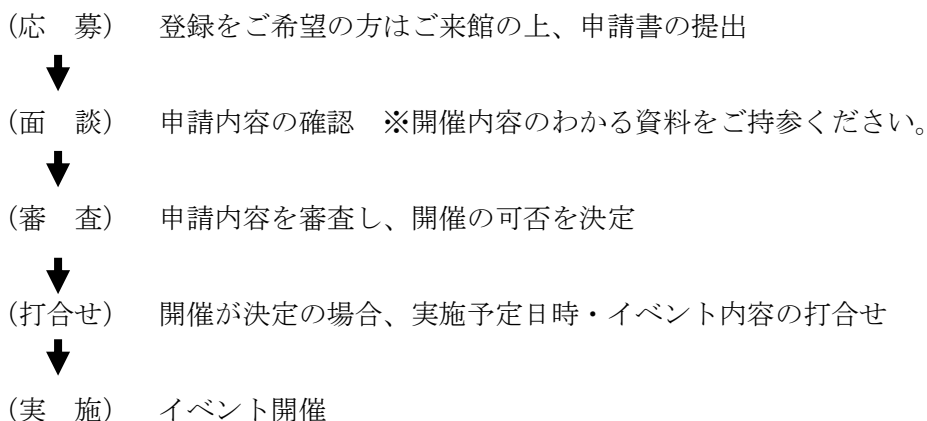 （応　募）　登録をご希望の方はご来館の上、申請書の提出
（面　談）　申請内容の確認　※開催内容のわかる資料をご持参ください。
（審　査）　申請内容を審査し、開催の可否を決定
（打合せ）　開催が決定の場合、実施予定日時・イベント内容の打合せ
（実　施）　イベント開催